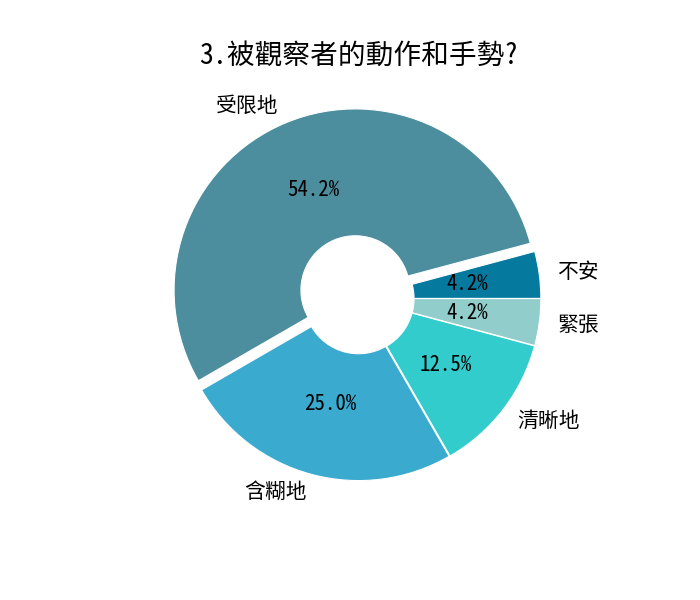 3.被觀察者的動作和手勢?
受限地
54.2%
不安
4.2%
4.2%
緊張
12.5%
25.0%
清晰地
含糊地